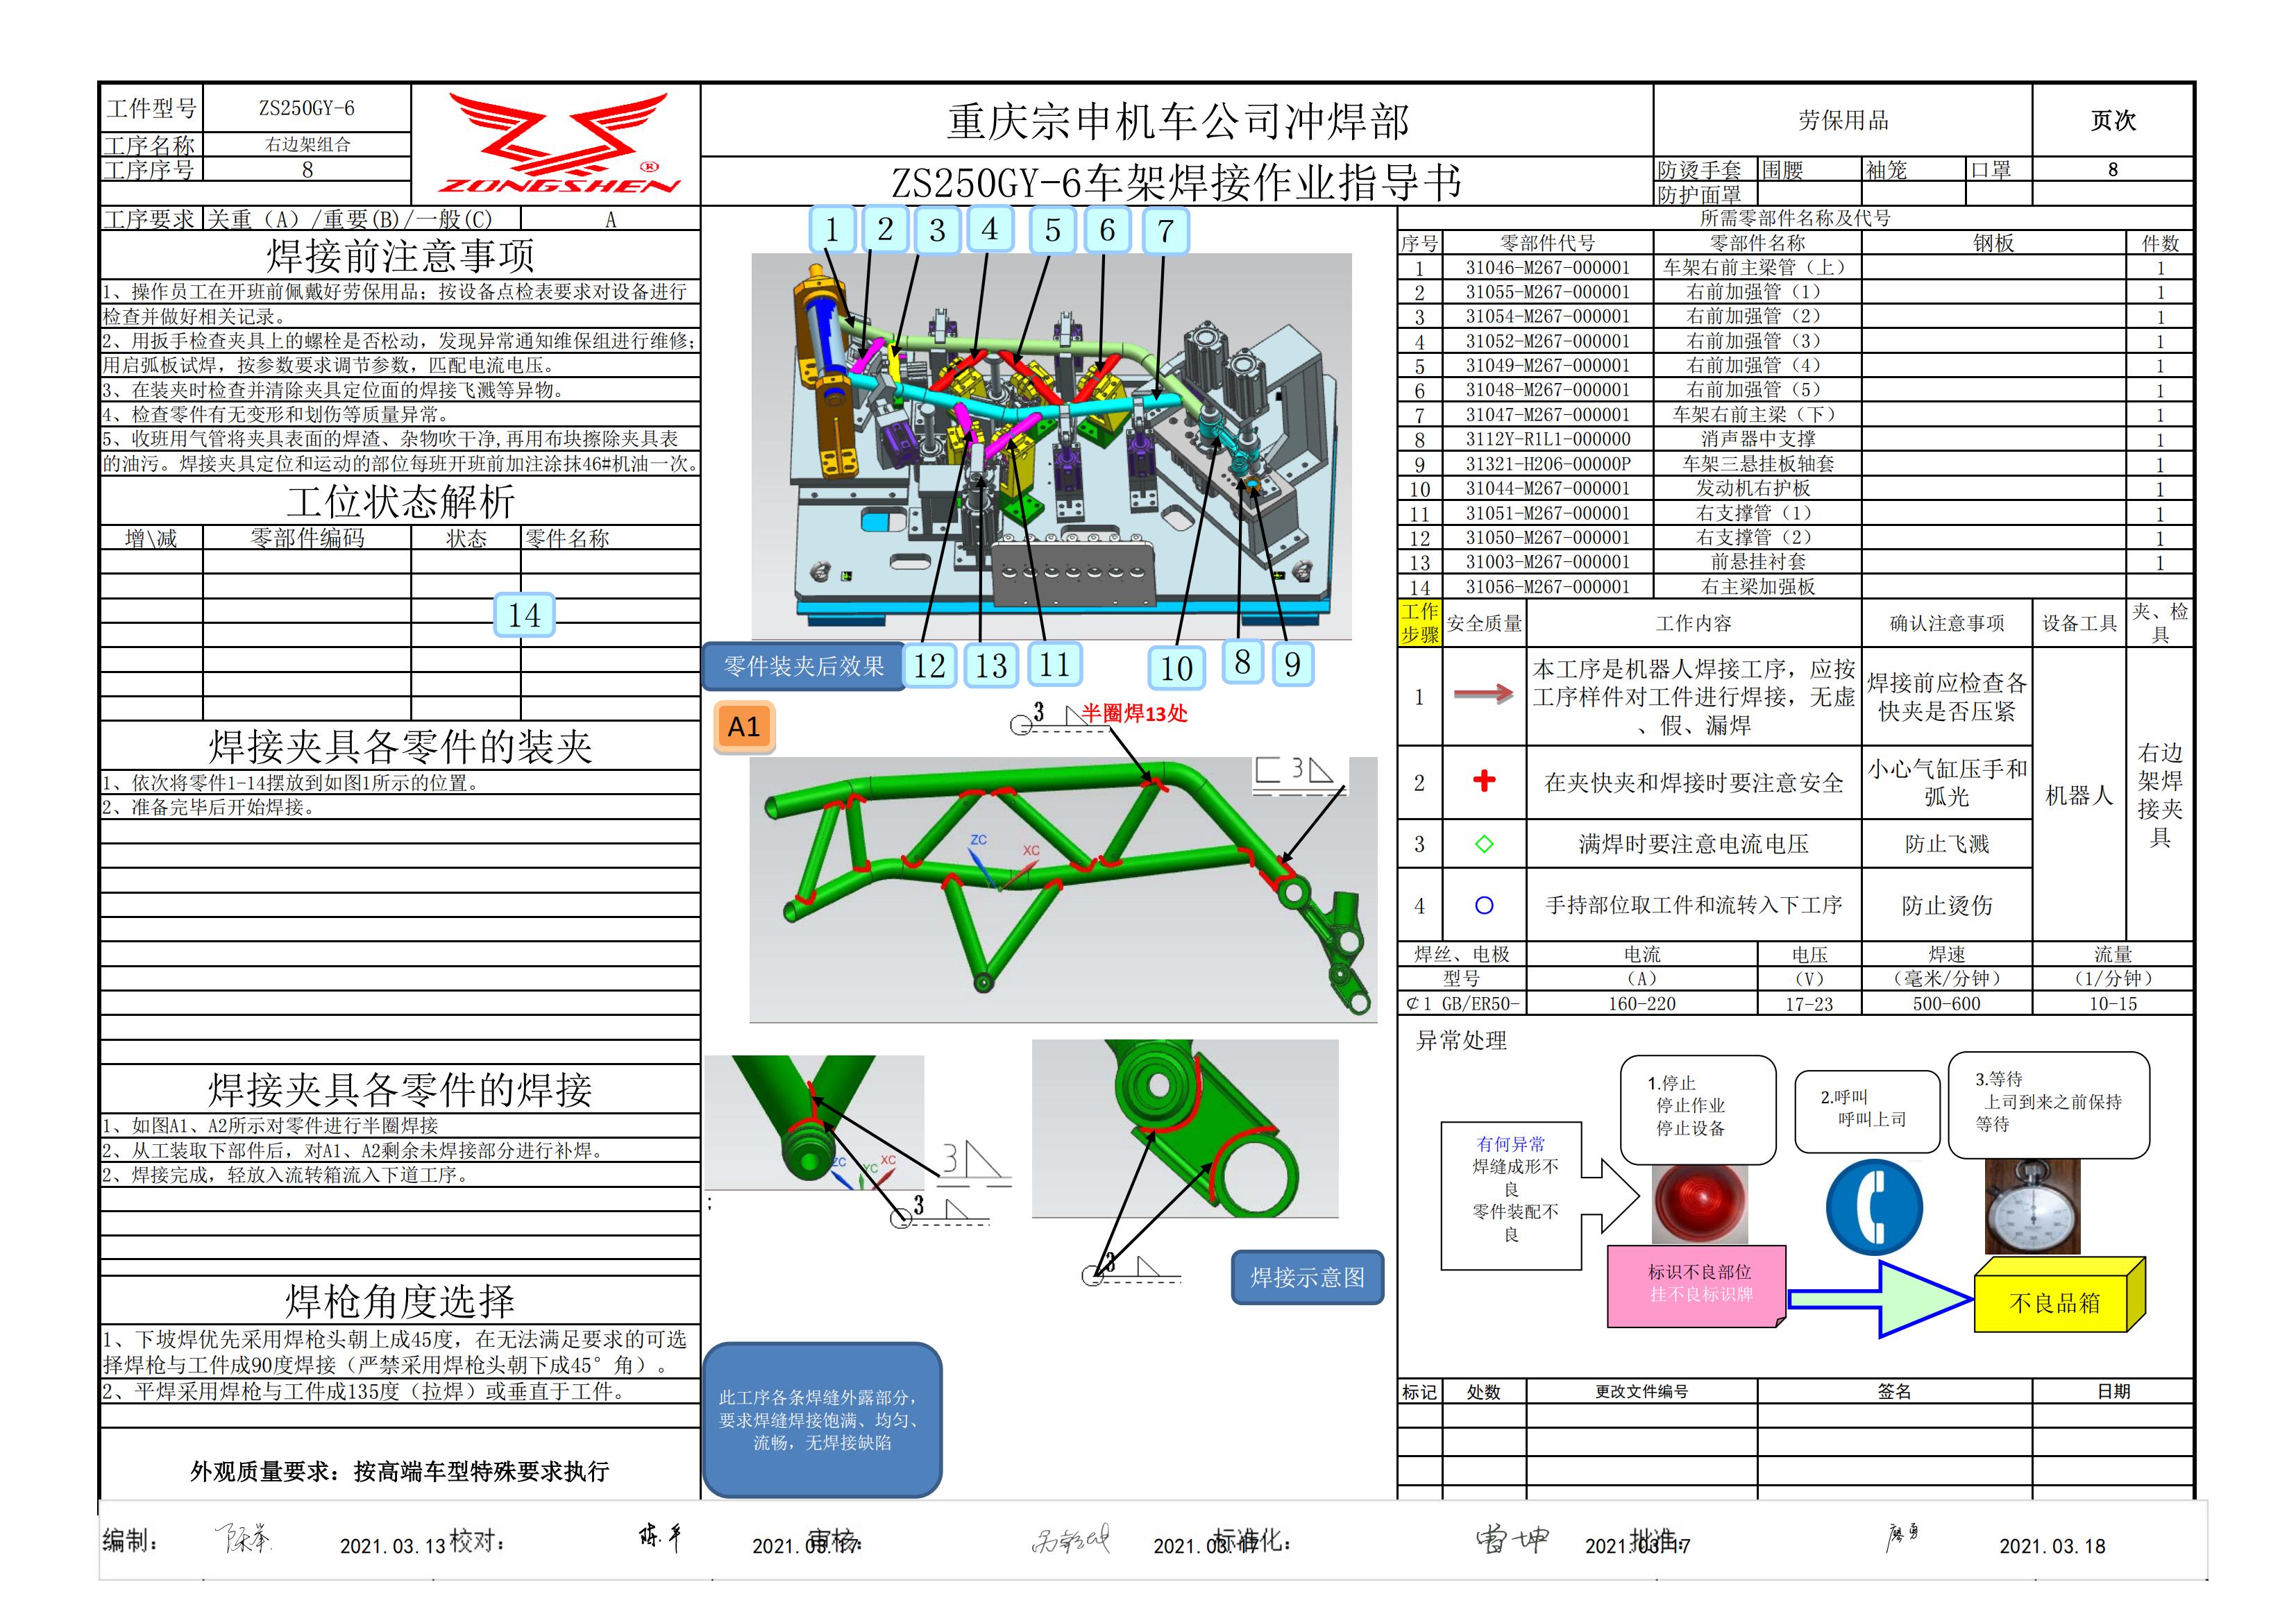 工件型号 ZS250GY-6
工序名称 右边架组合
工序序号 8
ZONGSHEN ®
重庆宗申机车公司冲焊部
ZS250GY-6车架焊接作业指导书
劳保用品 页次
防烫手套 围腰 袖笼 口罩 8
防护面罩
工序要求 关重（A）/重要(B)/一般(C) A
焊接前注意事项
1、操作员工在开班前佩戴好劳保用品；按设备点检表要求对设备进行
检查并做好相关记录。
2、用扳手检查夹具上的螺栓是否松动，发现异常通知维保组进行维修；
用启弧板试焊，按参数要求调节参数，匹配电流电压。
3、在装夹时检查并清除夹具定位面的焊接飞溅等异物。
4、检查零件有无变形和划伤等质量异常。
5、收班用气管将夹具表面的焊渣、杂物吹干净,再用布块擦除夹具表
的油污。焊接夹具定位和运动的部位每班开班前加注涂抹46#机油一次。
工位状态解析
增\减 零部件编码 状态 零件名称
14
焊接夹具各零件的装夹
1、依次将零件1-14摆放到如图1所示的位置。
2、准备完毕后开始焊接。
焊接夹具各零件的焊接
1、如图A1、A2所示对零件进行半圈焊接
2、从工装取下部件后，对A1、A2剩余未焊接部分进行补焊。
2、焊接完成，轻放入流转箱流入下道工序。
焊枪角度选择
1、下坡焊优先采用焊枪头朝上成45度，在无法满足要求的可选
择焊枪与工件成90度焊接（严禁采用焊枪头朝下成45°角）。
2、平焊采用焊枪与工件成135度（拉焊）或垂直于工件。
外观质量要求：按高端车型特殊要求执行
1 2 3 4 5 6 7
零件装夹后效果 12 13 11 10 8 9
A1
3 半圈焊13处
3
ZC XC
ZC YC XC
3
;
3
3
焊接示意图
此工序各条焊缝外露部分，
要求焊缝焊接饱满、均匀、
流畅，无焊接缺陷
所需零部件名称及代号
序号 零部件代号 零部件名称 钢板 件数
1 31046-M267-000001 车架右前主梁管（上） 1
2 31055-M267-000001 右前加强管（1） 1
3 31054-M267-000001 右前加强管（2） 1
4 31052-M267-000001 右前加强管（3） 1
5 31049-M267-000001 右前加强管（4） 1
6 31048-M267-000001 右前加强管（5） 1
7 31047-M267-000001 车架右前主梁（下） 1
8 3112Y-R1L1-000000 消声器中支撑 1
9 31321-H206-00000P 车架三悬挂板轴套 1
10 31044-M267-000001 发动机右护板 1
11 31051-M267-000001 右支撑管（1） 1
12 31050-M267-000001 右支撑管（2） 1
13 31003-M267-000001 前悬挂衬套 1
14 31056-M267-000001 右主梁加强板
工作步骤 安全质量 工作内容 确认注意事项 设备工具 夹、检具
1 本工序是机器人焊接工序，应按工序样件对工件进行焊接，无虚、假、漏焊 焊接前应检查各快夹是否压紧
2 在夹快夹和焊接时要注意安全 小心气缸压手和弧光
3 满焊时要注意电流电压 防止飞溅
4 手持部位取工件和流转入下工序 防止烫伤
机器人
右边架焊接夹具
焊丝、电极 电流 电压 焊速 流量
型号 （A） （V） （毫米/分钟） （1/分钟）
¢1 GB/ER50- 160-220 17-23 500-600 10-15
异常处理
有何异常
焊缝成形不
良
零件装配不
良
1.停止
停止作业
停止设备
2.呼叫
呼叫上司
3.等待
上司到来之前保持
等待
标识不良部位
挂不良标识牌
不良品箱
标记 处数 更改文件编号 签名 日期
编制： 2021.03.13 校对： 陈平 2021.03.17 审核： 2021.03.17 标准化： 曾坤 2021.03.17 批准： 廖勇 2021.03.18